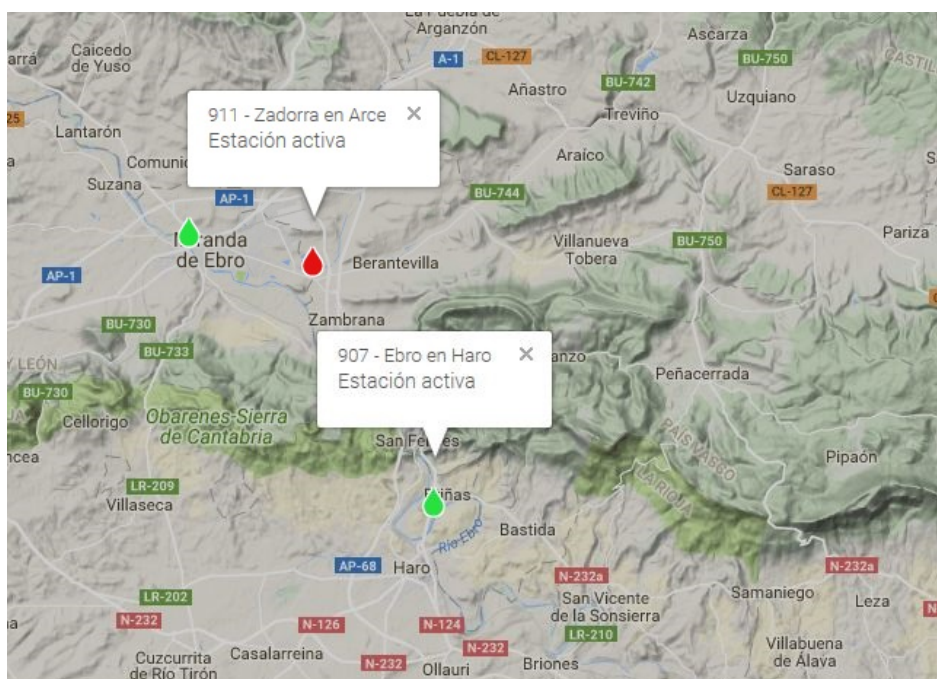 La Puebla de
Arganzón
Ascarza
Caicedo
de Yuso
A-1
CL-127
BU-750
BU-742
Añastro
Uzquiano
Treviño
911 - Zadorra en Arce ×
Estación activa
Lantarón
Comunio
Suzana
Araíco
Saraso
CL-127
AP-1
BU-744
Miranda
de Ebro
Villanueva
Tobera
BU-750
Pariza
AP-1
Berantevilla
Zambrana
BU-730
BU-733
907 - Ebro en Haro ×
Estación activa
Y LEÓN
Peñacerrada
BU-730
Cellorigo
Obarenes-Sierra
de Cantabria
PAÍS VASCO
LA RIOJA
Pipaón
LR-209
Villaseca
Briñas
Bastida
Río Ebro
AP-68
Haro
N-232a
N-232a
LR-202
San Vicente
de la Sonsierra
Samaniego
Leza
N-232
N-126
N-124
LR-210
Villabuena
de Álava
Cuzcurrita
de Río Tirón
Casalarreina
N-232
N-232
Ollauri
Briones